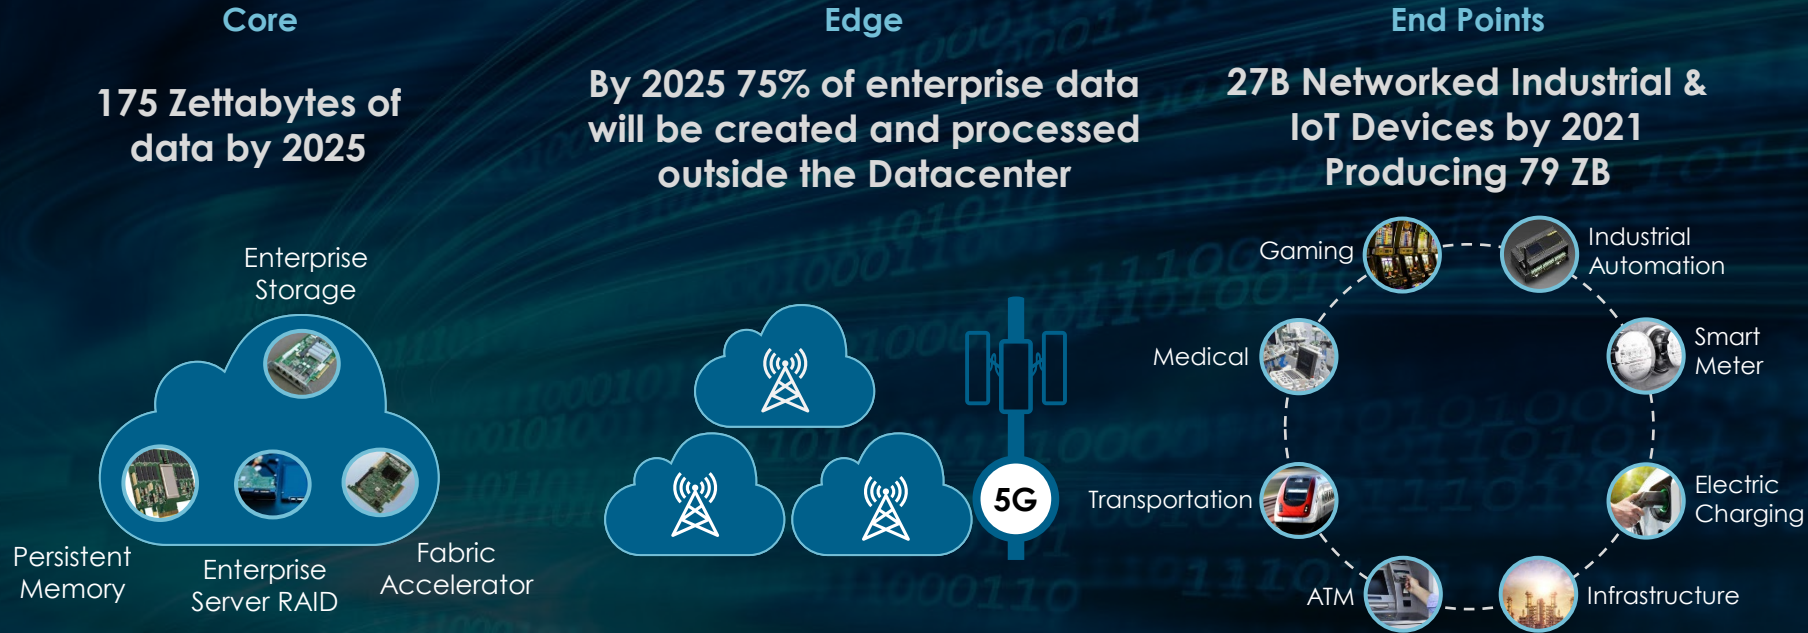 Core
175 Zettabytes of
data by 2025
Enterprise
Storage
Persistent
Memory
Enterprise
Server RAID
Fabric
Accelerator
Edge
By 2025 75% of enterprise data
will be created and processed
outside the Datacenter
5G
End Points
27B Networked Industrial &
IoT Devices by 2021
Producing 79 ZB
Gaming
Industrial
Automation
Medical
Smart
Meter
Transportation
Electric
Charging
ATM
Infrastructure